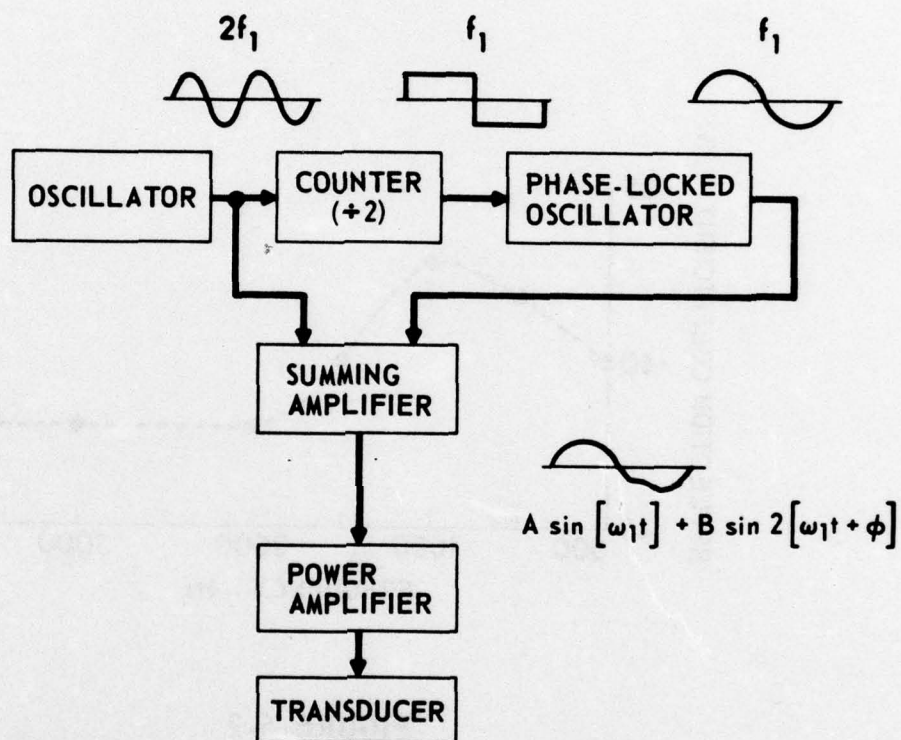 2f₁ f₁ f₁
OSCILLATOR
COUNTER
(÷2)
PHASE-LOCKED
OSCILLATOR
SUMMING
AMPLIFIER
A sin [ω₁t] + B sin 2 [ω₁t + ϕ]
POWER
AMPLIFIER
TRANSDUCER